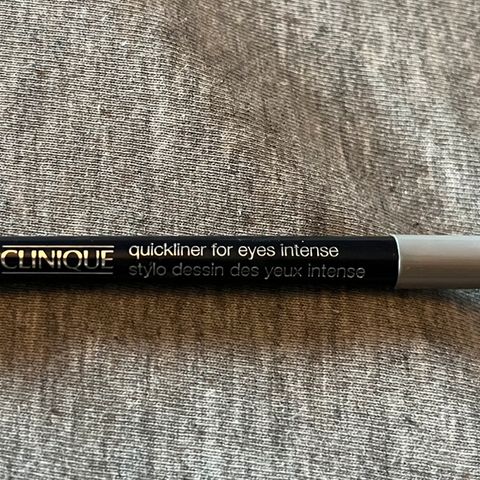 CLINIQUE
quickliner for eyes intense
stylo dessin des yeux intense